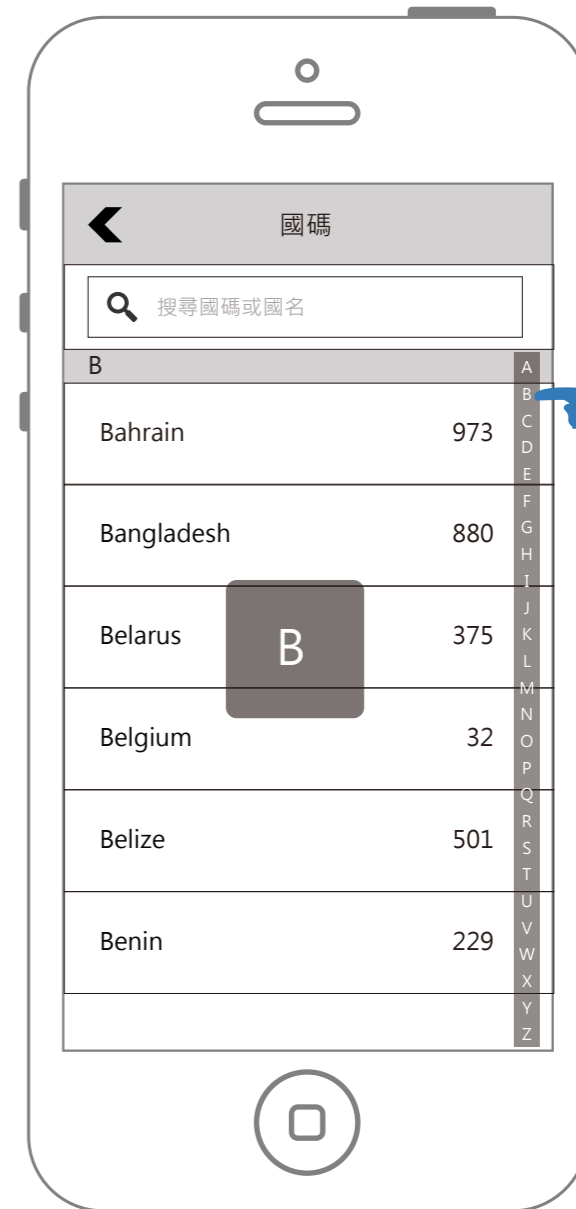 國碼
搜尋國碼或國名
B
Bahrain 973
Bangladesh 880
Belarus 375
B
Belgium 32
Belize 501
Benin 229
A
B
C
D
E
F
G
H
I
J
K
L
M
N
O
P
Q
R
S
T
U
V
W
X
Y
Z